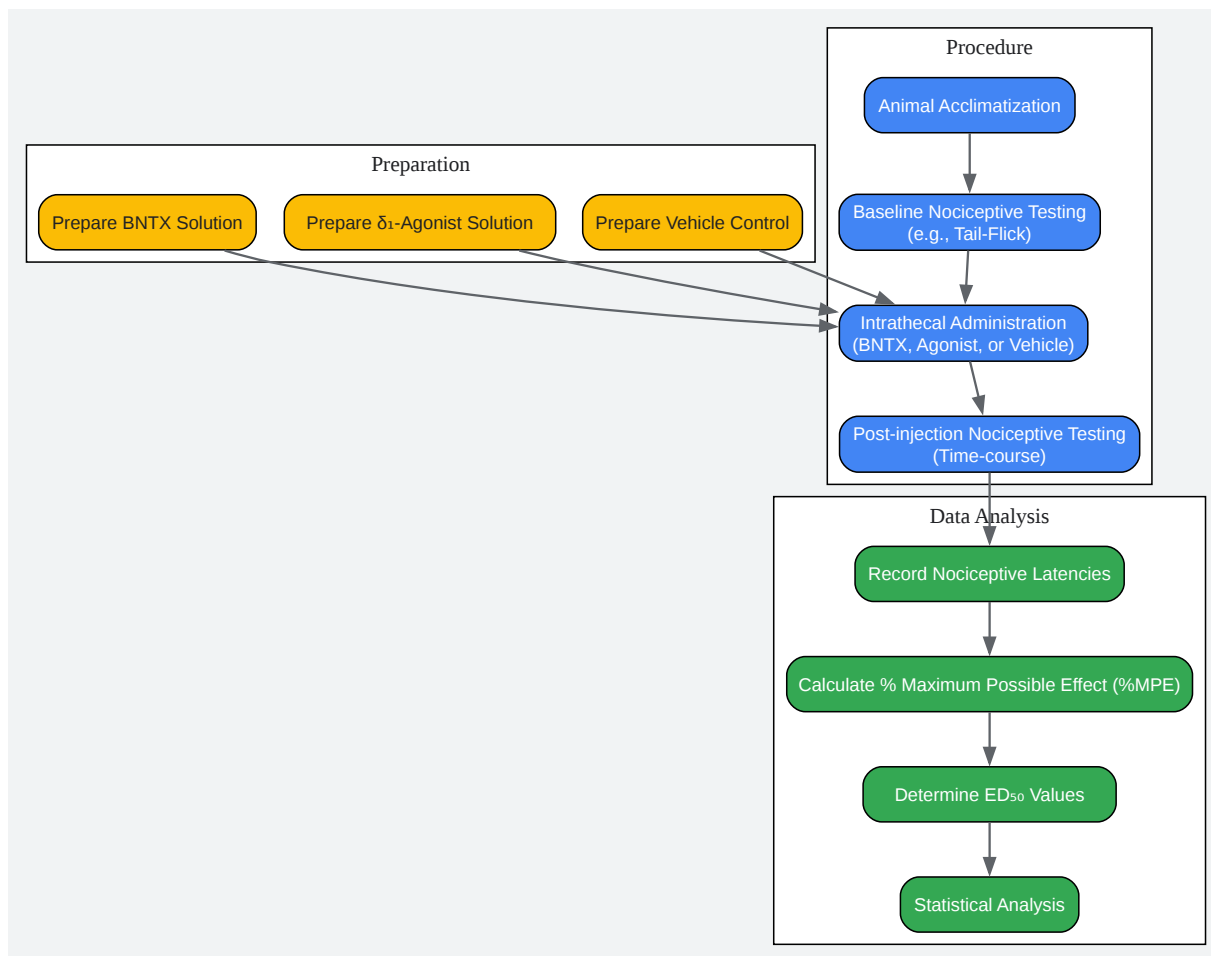 Procedure
Animal Acclimatization
Preparation
Prepare BNTX Solution
Prepare δ₁-Agonist Solution
Prepare Vehicle Control
Baseline Nociceptive Testing
(e.g., Tail-Flick)
Intrathecal Administration
(BNTX, Agonist, or Vehicle)
Post-injection Nociceptive Testing
(Time-course)
Data Analysis
Record Nociceptive Latencies
Calculate % Maximum Possible Effect (%MPE)
Determine ED₅₀ Values
Statistical Analysis